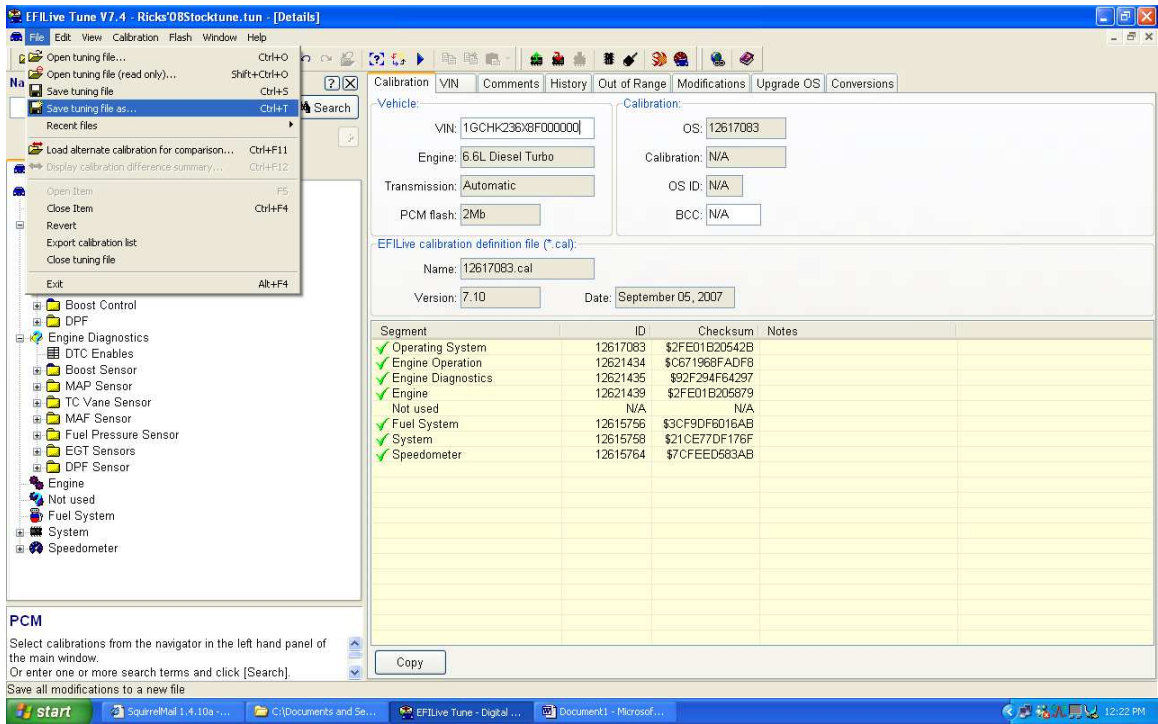 EFILive Tune V7.4 - Ricks'08Stocktune.tun - [Details]
File Edit View Calibration Flash Window Help
Open tuning file... Ctrl+O
Open tuning file (read only)... Shift+Ctrl+O
Save tuning file Ctrl+S
Save tuning file as... Ctrl+T
Recent files
Load alternate calibration for comparison... Ctrl+F11
Display calibration difference summary... Ctrl+F12
Open Item F5
Close Item Ctrl+F4
Revert
Export calibration list
Close tuning file
Exit Alt+F4
Na
Search
Boost Control
DPF
Engine Diagnostics
DTC Enables
Boost Sensor
MAP Sensor
TC Vane Sensor
MAF Sensor
Fuel Pressure Sensor
EGT Sensors
DPF Sensor
Engine
Not used
Fuel System
System
Speedometer
PCM
Select calibrations from the navigator in the left hand panel of
the main window.
Or enter one or more search terms and click [Search].
Calibration VIN Comments History Out of Range Modifications Upgrade OS Conversions
Vehicle:
VIN: 1GCHK236X8F000000
Engine: 6.6L Diesel Turbo
Transmission: Automatic
PCM flash: 2Mb
Calibration:
OS: 12617083
Calibration: N/A
OS ID: N/A
BCC: N/A
EFILive calibration definition file (*.cal):
Name: 12617083.cal
Version: 7.10 Date: September 05, 2007
Segment ID Checksum Notes
Operating System 12617083 $2FE01B20542B
Engine Operation 12621434 $C671968FADF8
Engine Diagnostics 12621435 $92F294F64297
Engine 12621439 $2FE01B205879
Not used N/A N/A
Fuel System 12615756 $3CF9DF6016AB
System 12615758 $21CE77DF176F
Speedometer 12615764 $7CFEED583AB
Copy
Save all modifications to a new file
start SquirrelMail 1.4.10a -... C:\Documents and Se... EFILive Tune - Digital ... Document1 - Microsof... 12:22 PM